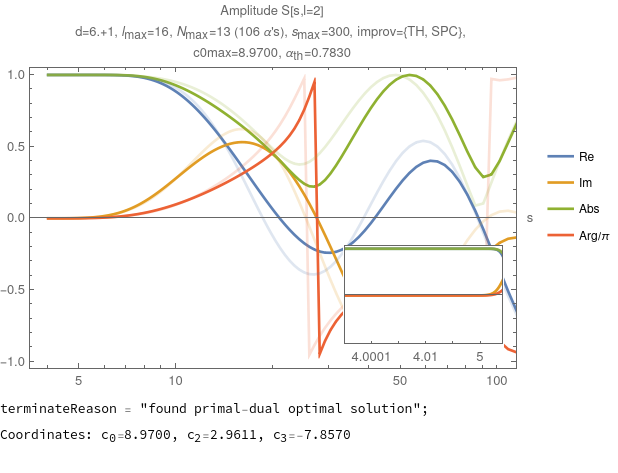 Amplitude S[s,l=2]
d=6.+1, lmax=16, Nmax=13 (106 α's), smax=300, improv={TH, SPC},
c0max=8.9700, αth=0.7830
1.0
0.5
0.0
-0.5
-1.0
s
Re
Im
Abs
Arg/π
4.0001 4.01 5
5 10 50 100
terminateReason = "found primal-dual optimal solution";
Coordinates: c0=8.9700, c2=2.9611, c3=-7.8570